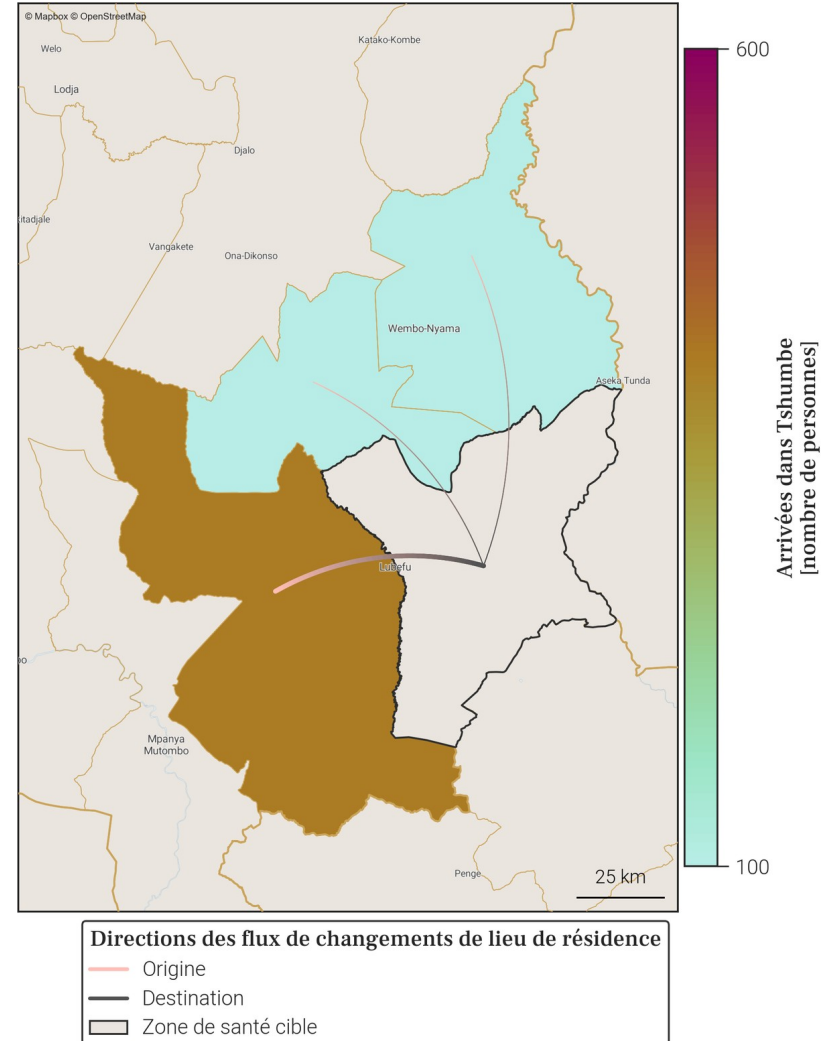 © Mapbox © OpenStreetMap
Katako-Kombe
Welo
600
Lodja
Djalo
itadjale
Vangakete
Ona-Dikonso
Wembo-Nyama
Aseka Tunda
Arrivées dans Tshumbe
[nombre de personnes]
Lubefu
Mpanya
Mutombo
100
25 km
Penge
Directions des flux de changements de lieu de résidence
Origine
Destination
Zone de santé cible